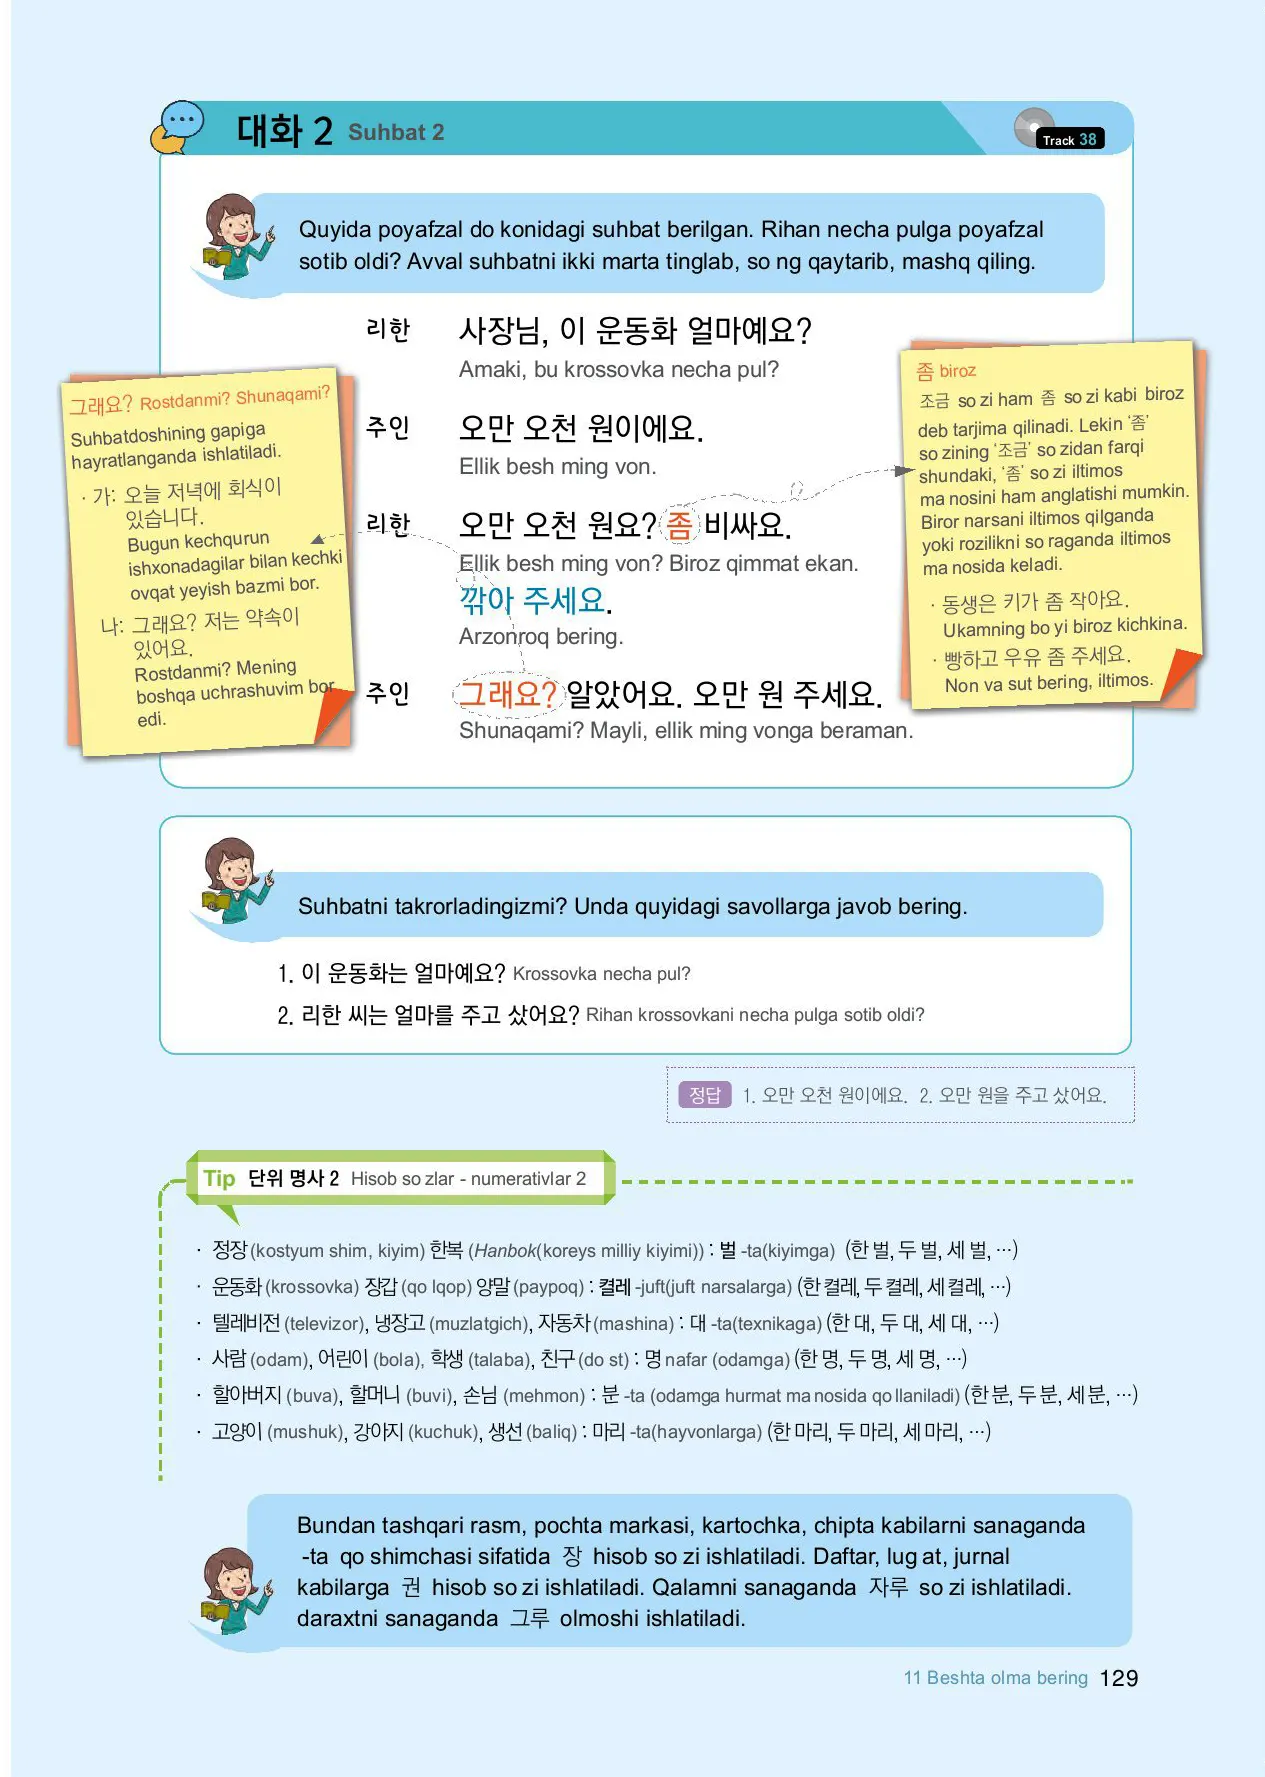 대화 2 Suhbat 2
Track 38
Quyida poyafzal do konidagi suhbat berilgan. Rihan necha pulga poyafzal
sotib oldi? Avval suhbatni ikki marta tinglab, so ng qaytarib, mashq qiling.
리한 사장님, 이 운동화 얼마예요?
Amaki, bu krossovka necha pul?
주인 오만 오천 원이에요.
Ellik besh ming von.
리한 오만 오천 원요? 좀 비싸요.
Ellik besh ming von? Biroz qimmat ekan.
깎아 주세요.
Arzonroq bering.
주인 그래요? 알았어요. 오만 원 주세요.
Shunaqami? Mayli, ellik ming vonga beraman.
그래요? Rostdanmi? Shunaqami?
Suhbatdoshining gapiga
hayratlanganda ishlatiladi.
· 가: 오늘 저녁에 회식이
있습니다.
Bugun kechqurun
ishxonadagilar bilan kechki
ovqat yeyish bazmi bor.
냐: 그래요? 저는 약속이
있어요.
Rostdanmi? Mening
boshqa uchrashuvim bor
edi.
좀 biroz
조금 so zi ham 좀 so zi kabi biroz
deb tarjima qilinadi. Lekin ‘좀’
so zining ‘조금’ so zidan farqi
shundaki, ‘좀’ so zi iltimos
ma nosini ham anglatishi mumkin.
Biror narsani iltimos qilganda
yoki rozilikni so raganda iltimos
ma nosida keladi.
· 동생은 키가 좀 작아요.
Ukamning bo yi biroz kichkina.
· 빵하고 우유 좀 주세요.
Non va sut bering, iltimos.
Suhbatni takrorladingizmi? Unda quyidagi savollarga javob bering.
1. 이 운동화는 얼마예요? Krossovka necha pul?
2. 리한 씨는 얼마를 주고 샀어요? Rihan krossovkani necha pulga sotib oldi?
정답 1. 오만 오천 원이에요. 2. 오만 원을 주고 샀어요.
Tip 단위 명사 2 Hisob so zlar - numerativlar 2
· 정장 (kostyum shim, kiyim) 한복 (Hanbok(koreys milliy kiyimi)) : 벌 -ta(kiyimga) (한 벌, 두 벌, 세 벌, ···)
· 운동화 (krossovka) 장갑 (qo lqop) 양말 (paypoq) : 켤레 -juft(juft narsalarga) (한 켤레, 두 켤레, 세 켤레, ···)
· 텔레비전 (televizor), 냉장고 (muzlatgich), 자동차 (mashina) : 대 -ta(texnikaga) (한 대, 두 대, 세 대, ···)
· 사람 (odam), 어린이 (bola), 학생 (talaba), 친구 (do st) : 명 nafar (odamga) (한 명, 두 명, 세 명, ···)
· 할아버지 (buva), 할머니 (buvi), 손님 (mehmon) : 분 -ta (odamga hurmat ma nosida qo llaniladi) (한 분, 두 분, 세 분, ···)
· 고양이 (mushuk), 강아지 (kuchuk), 생선 (baliq) : 마리 -ta(hayvonlarga) (한 마리, 두 마리, 세 마리, ···)
Bundan tashqari rasm, pochta markasi, kartochka, chipta kabilarni sanaganda
-ta qo shimchasi sifatida 장 hisob so zi ishlatiladi. Daftar, lug at, jurnal
kabilarga 권 hisob so zi ishlatiladi. Qalamni sanaganda 자루 so zi ishlatiladi.
daraxtni sanaganda 그루 olmoshi ishlatiladi.
11 Beshta olma bering 129